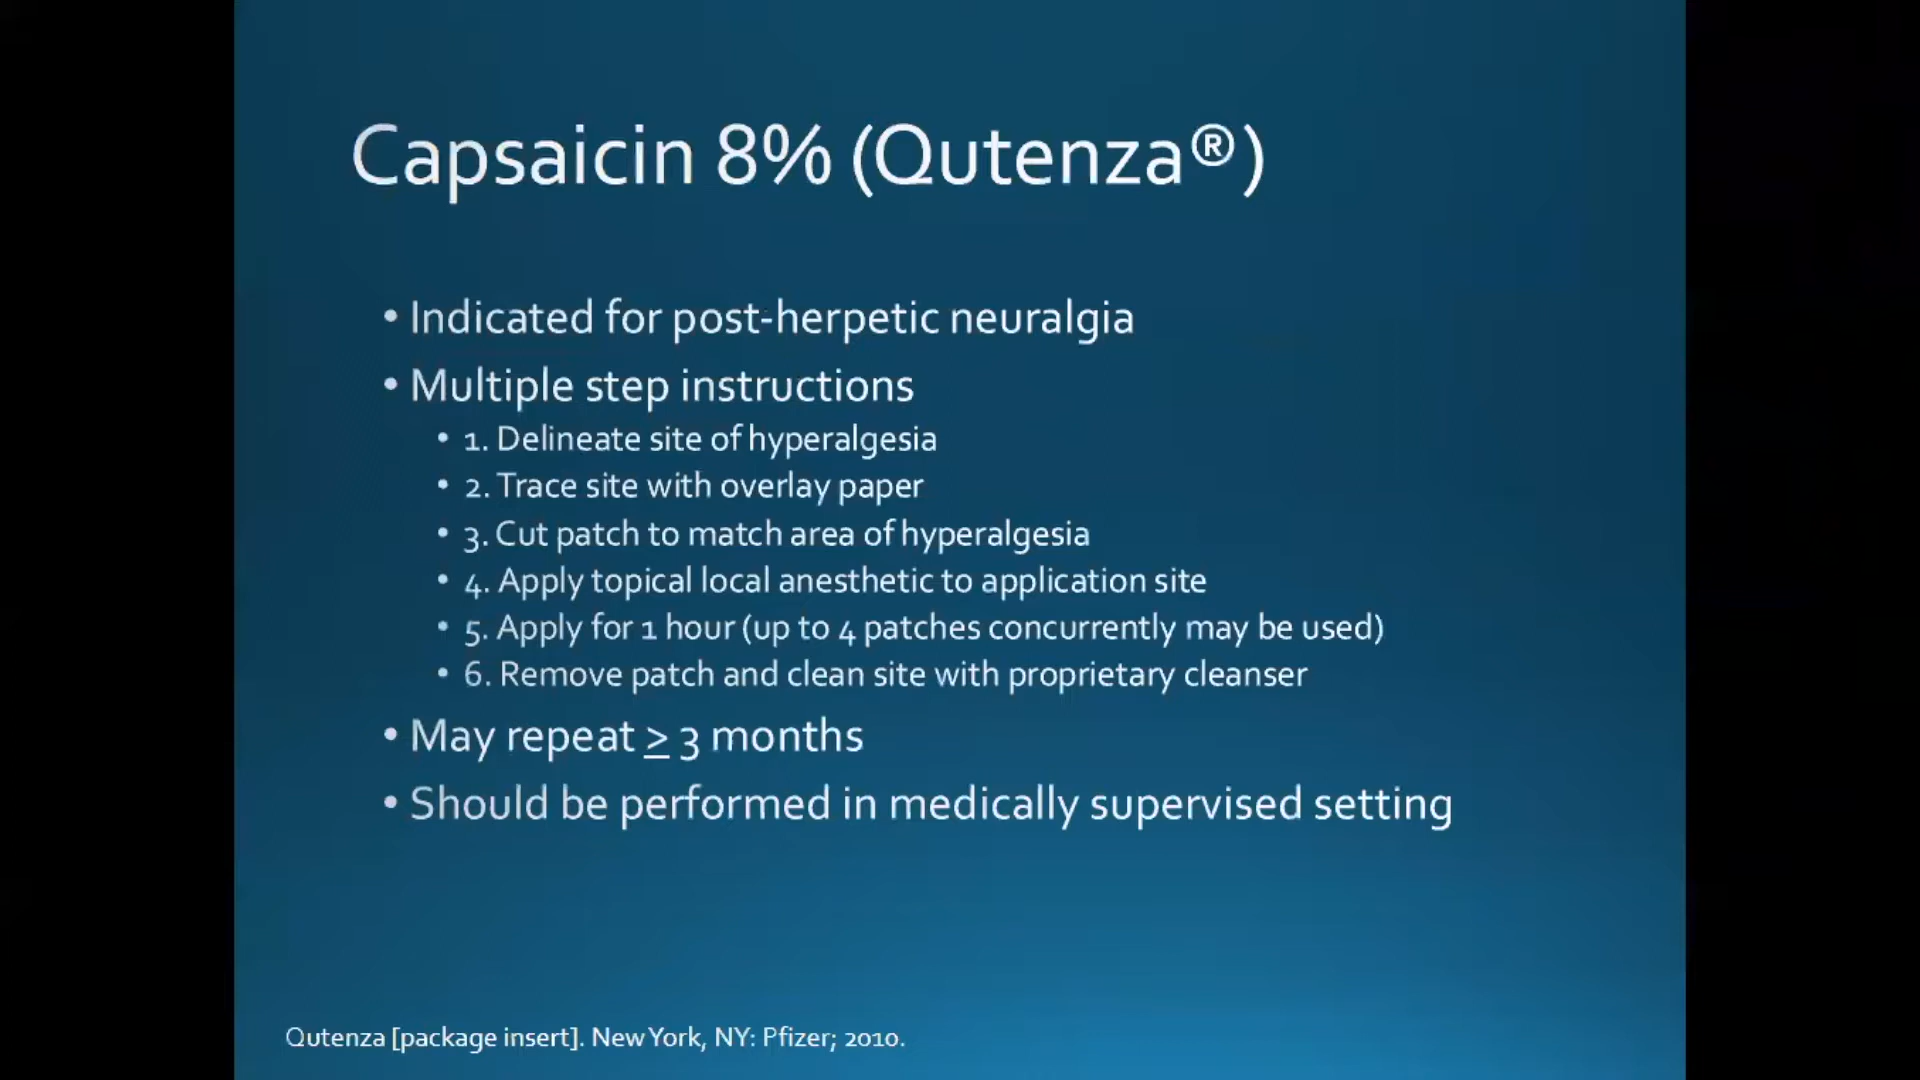 Capsaicin 8% (Qutenza®)
• Indicated for post-herpetic neuralgia
• Multiple step instructions
• 1. Delineate site of hyperalgesia
• 2. Trace site with overlay paper
• 3. Cut patch to match area of hyperalgesia
• 4. Apply topical local anesthetic to application site
• 5. Apply for 1 hour (up to 4 patches concurrently may be used)
• 6. Remove patch and clean site with proprietary cleanser
• May repeat ≥ 3 months
• Should be performed in medically supervised setting
Qutenza [package insert]. New York, NY: Pfizer; 2010.